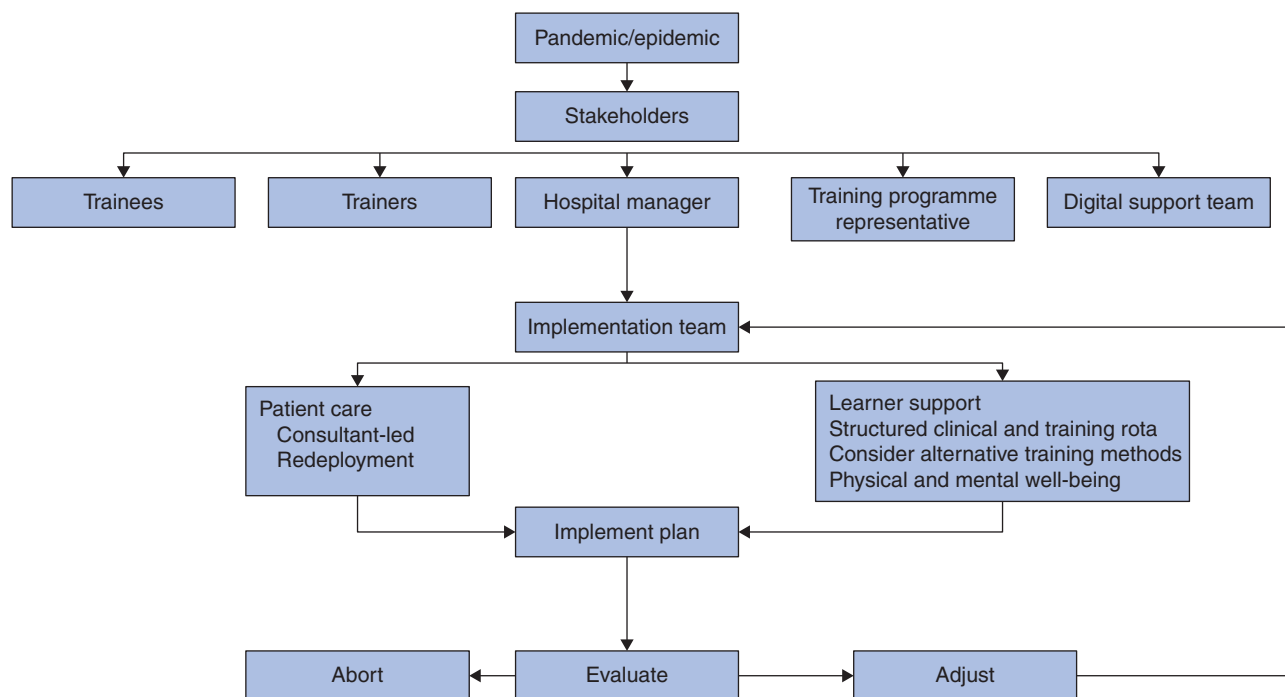 Pandemic/epidemic
Stakeholders
Trainees
Trainers
Hospital manager
Training programme
representative
Digital support team
Implementation team
Patient care
Consultant-led
Redeployment
Learner support
Structured clinical and training rota
Consider alternative training methods
Physical and mental well-being
Implement plan
Abort
Evaluate
Adjust